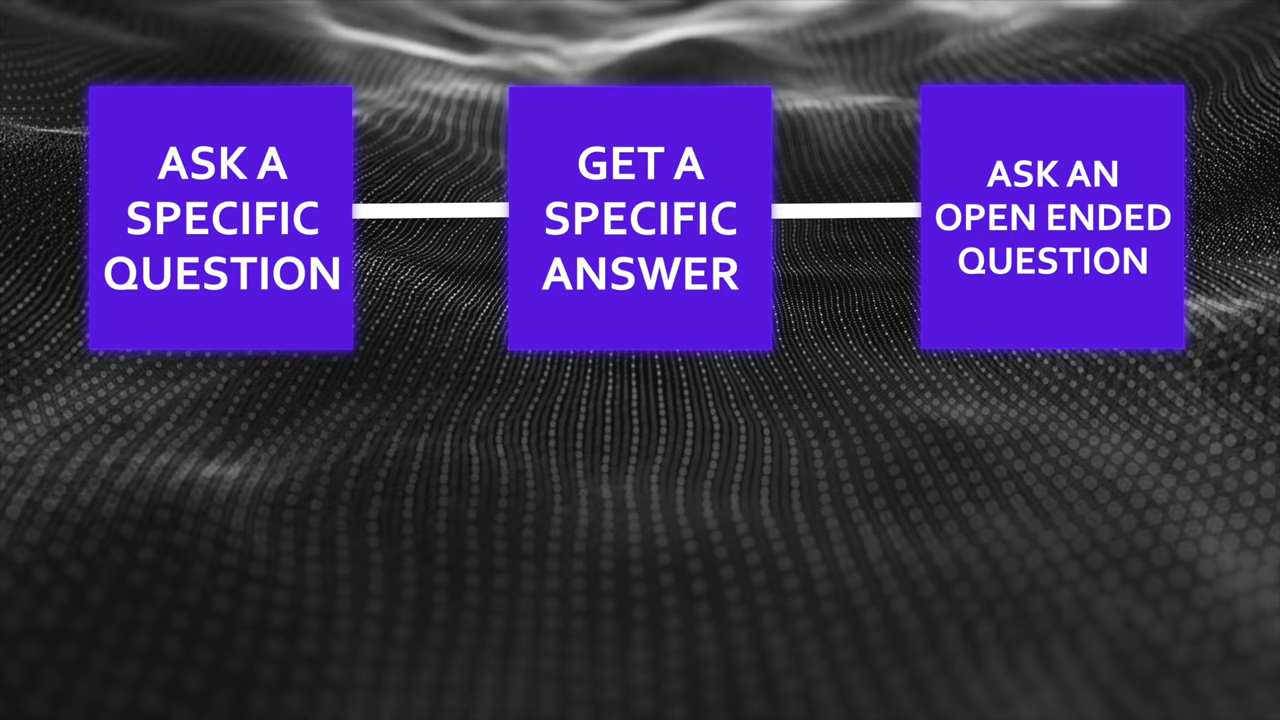 ASK A
SPECIFIC
QUESTION
GET A
SPECIFIC
ANSWER
ASK AN
OPEN ENDED
QUESTION